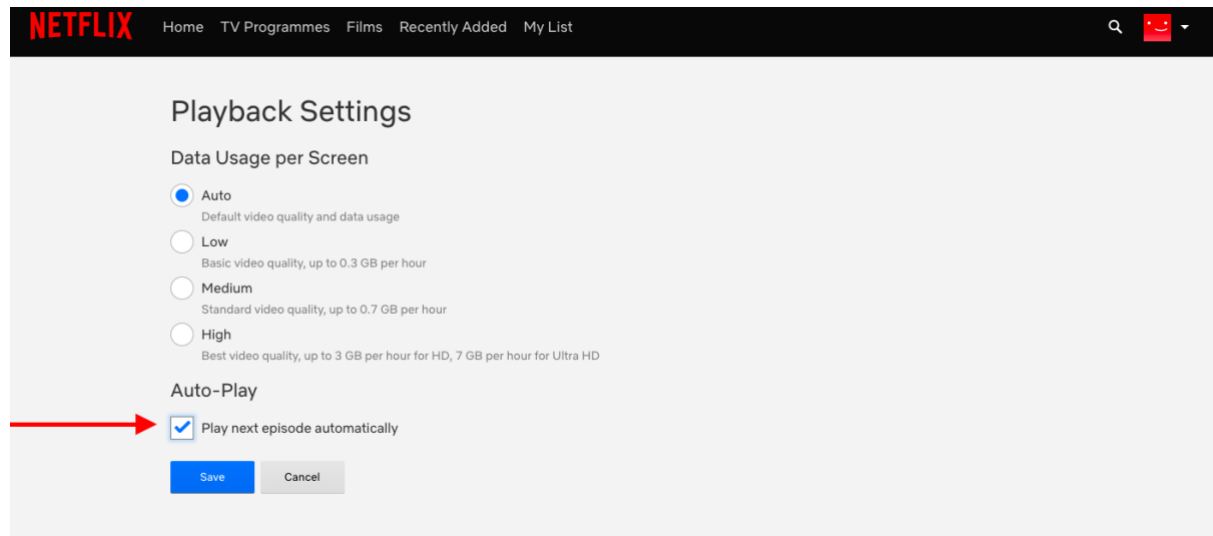 NETFLIX Home TV Programmes Films Recently Added My List
Playback Settings
Data Usage per Screen
Auto
Default video quality and data usage
Low
Basic video quality, up to 0.3 GB per hour
Medium
Standard video quality, up to 0.7 GB per hour
High
Best video quality, up to 3 GB per hour for HD, 7 GB per hour for Ultra HD
Auto-Play
Play next episode automatically
Save Cancel